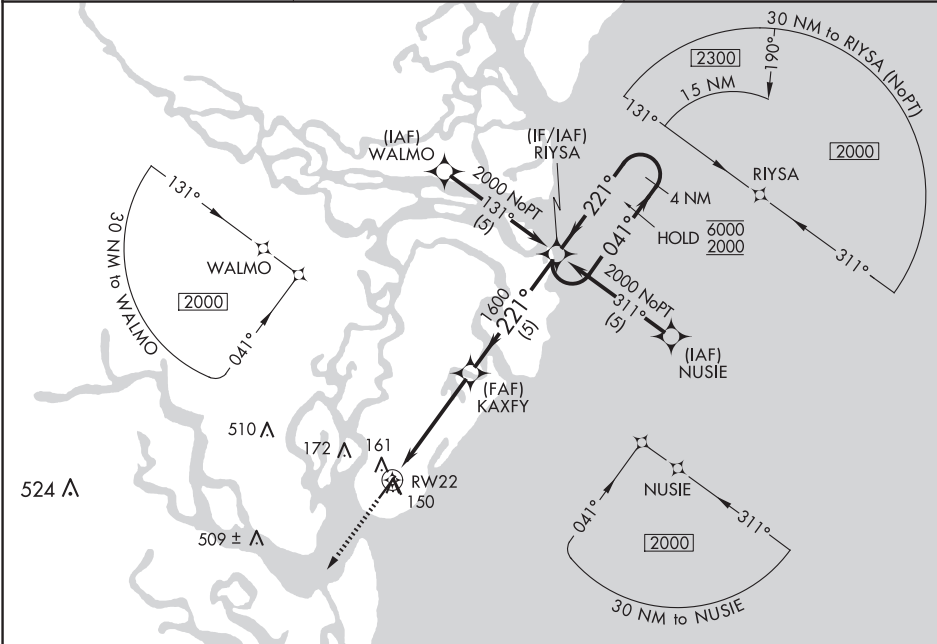 30 NM to RIYSA (NoPT)
2300
190°
15 NM
131°
2000
RIYSA
311°
(IAF)
WALMO
2000 NoPT
131°
(5)
(IF/IAF)
RIYSA
221°
041°
4 NM
HOLD
6000
2000
2000 NoPT
311°
(5)
(IAF)
NUSIE
131°
WALMO
2000
041°
30 NM to WALMO
1600
221°
(5)
(FAF)
KAXFY
510
172
161
RW22
150
524
509 ±
NUSIE
041°
311°
2000
30 NM to NUSIE